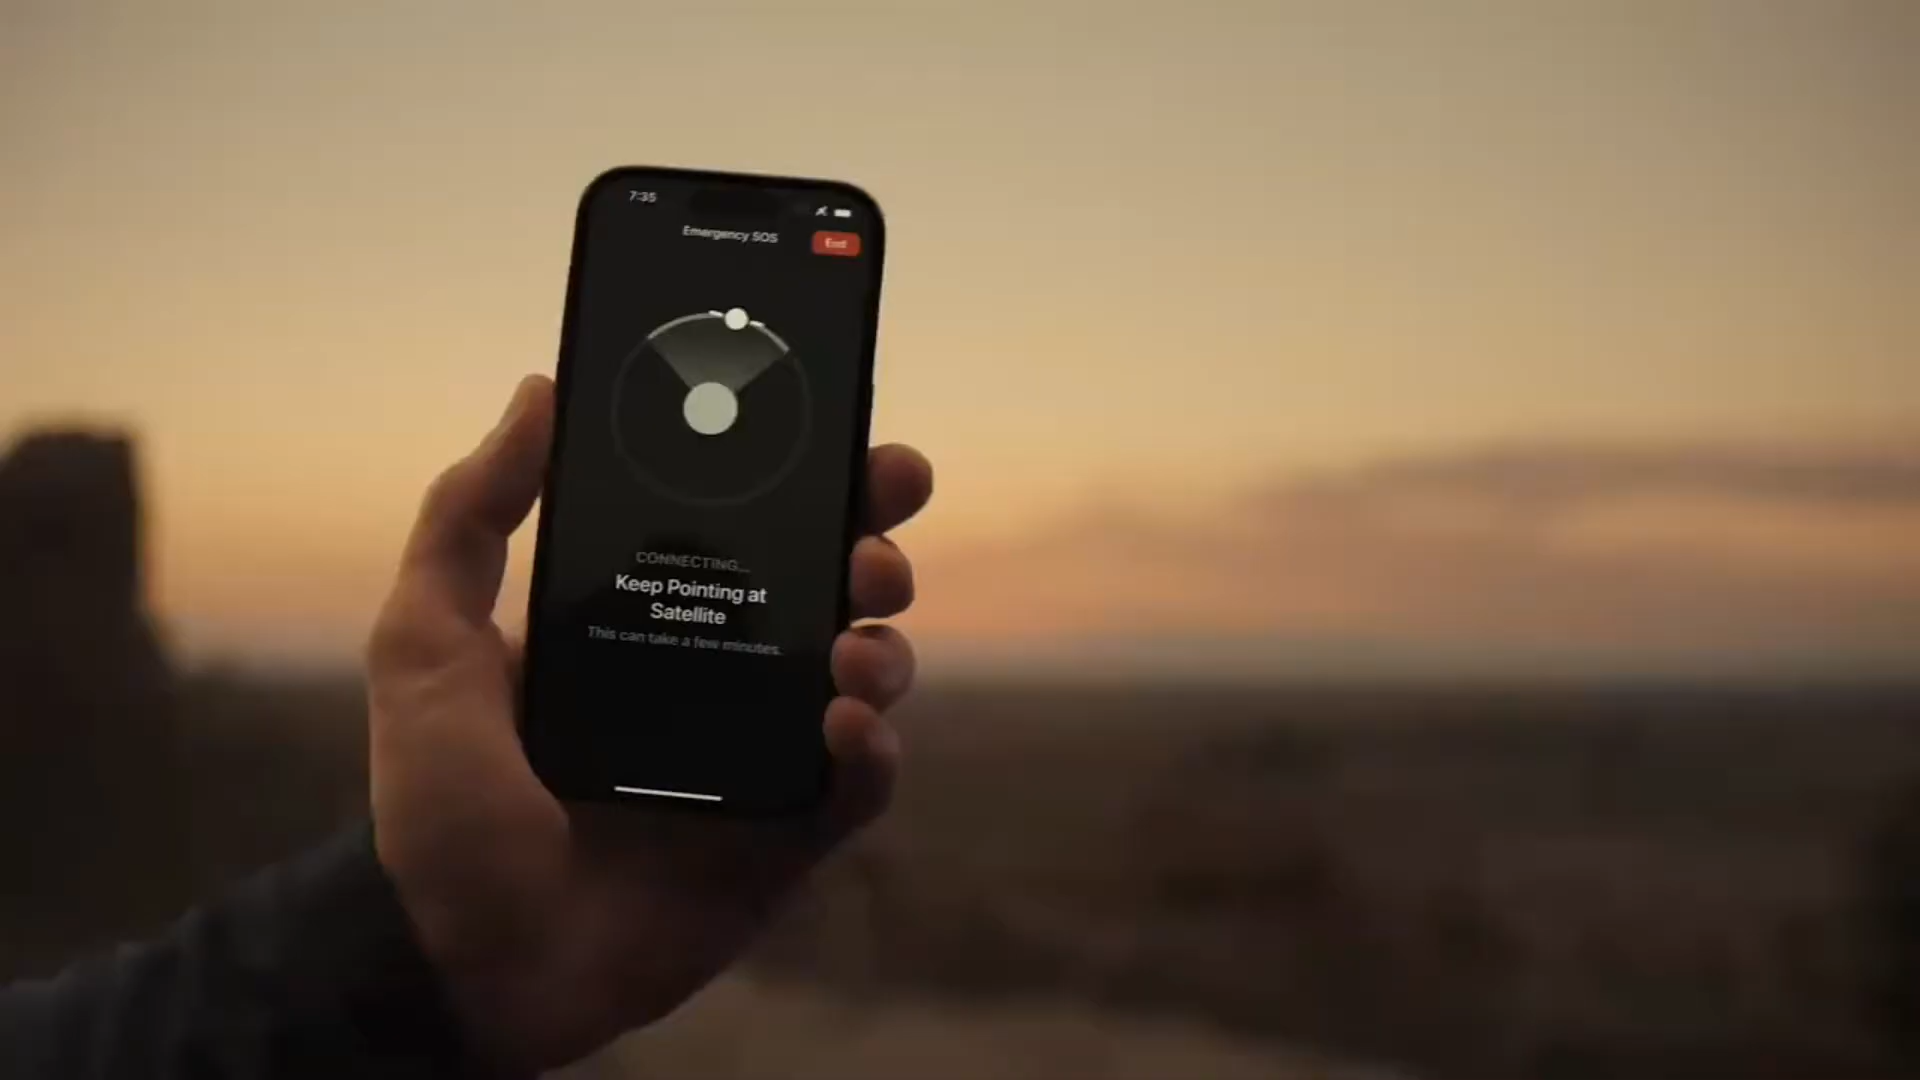 7:35
Emergency SOS
End
CONNECTING...
Keep Pointing at
Satellite
This can take a few minutes.